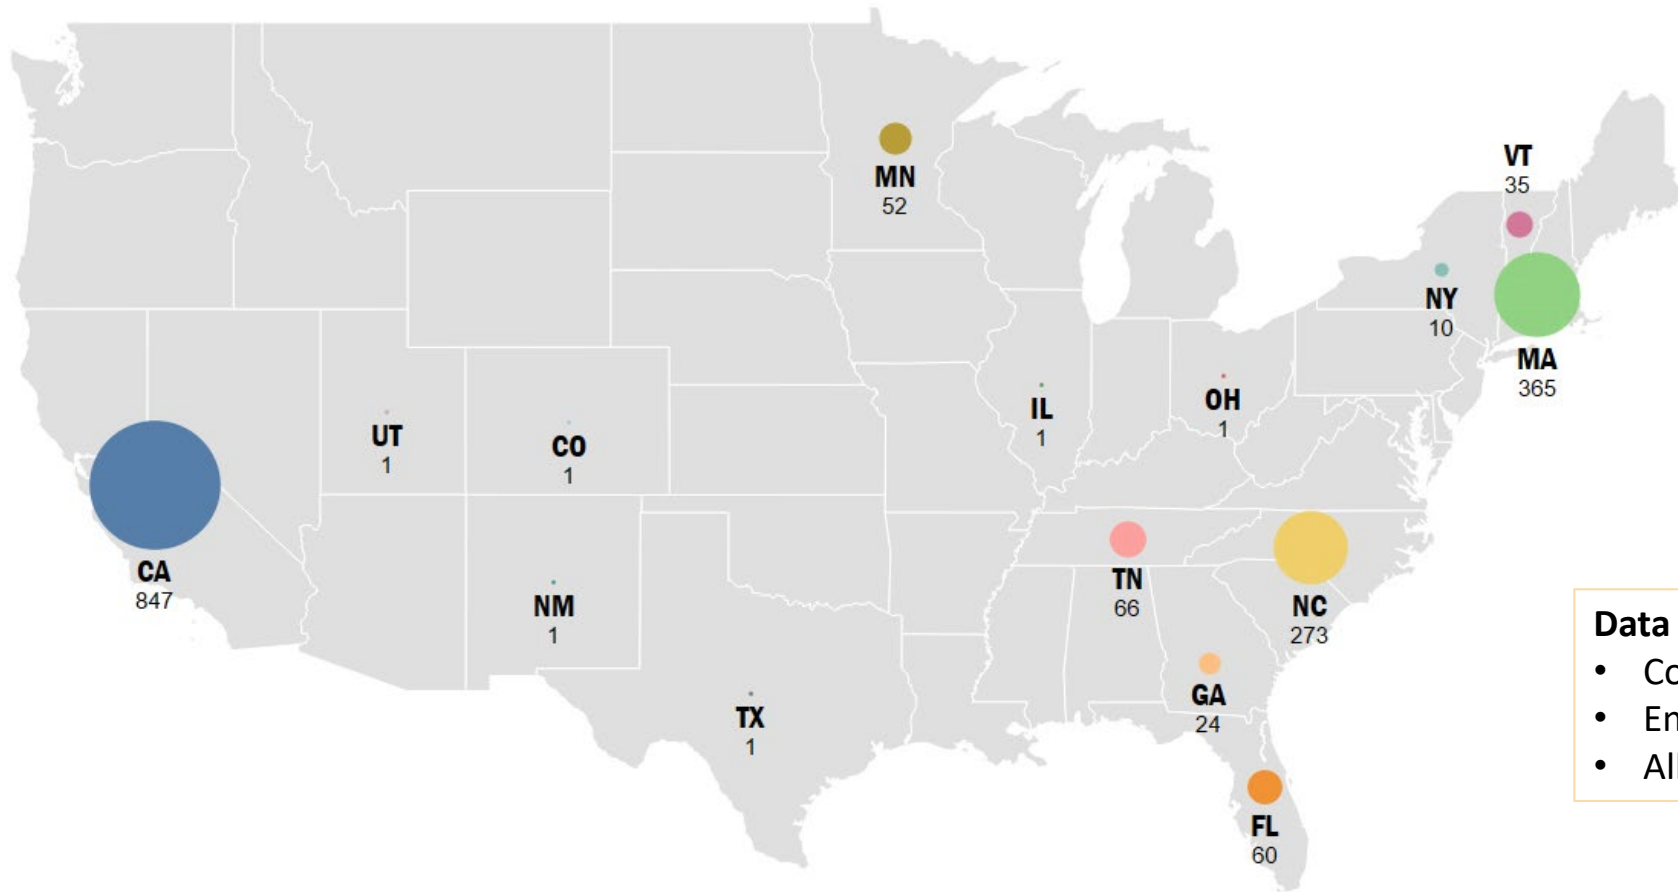 VT
35
MN
52
NY
10
MA
365
IL
1
OH
1
UT
1
CO
1
CA
847
NM
1
TN
66
NC
273
TX
1
GA
24
FL
60
Data
•
•
• All